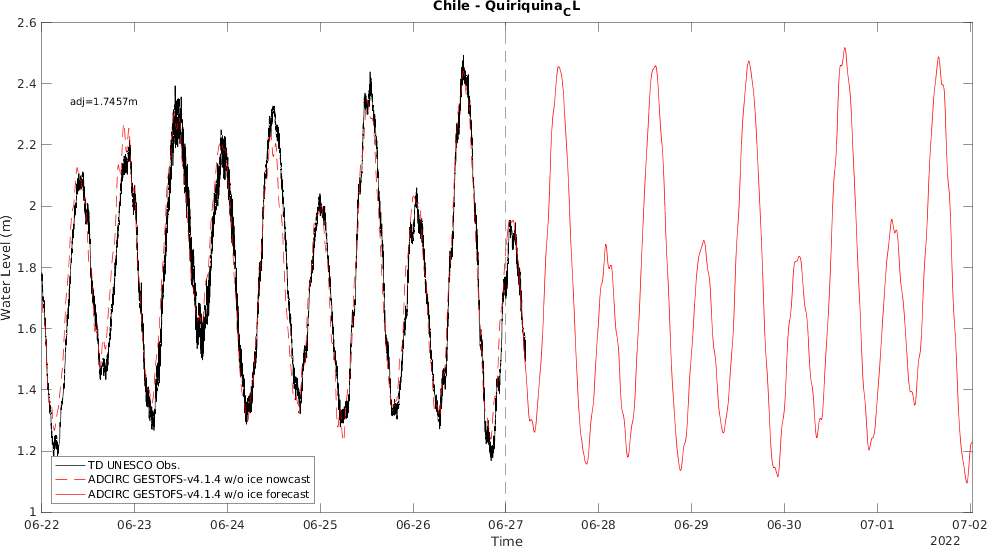 Chile - Quiriquina_CL
adj=1.7457m
Water Level (m)
2.6
2.4
2.2
2
1.8
1.6
1.4
1.2
1
TD UNESCO Obs.
ADCIRC GESTOFS-v4.1.4 w/o ice nowcast
ADCIRC GESTOFS-v4.1.4 w/o ice forecast
06-22 06-23 06-24 06-25 06-26 06-27 06-28 06-29 06-30 07-01 07-02
Time
2022